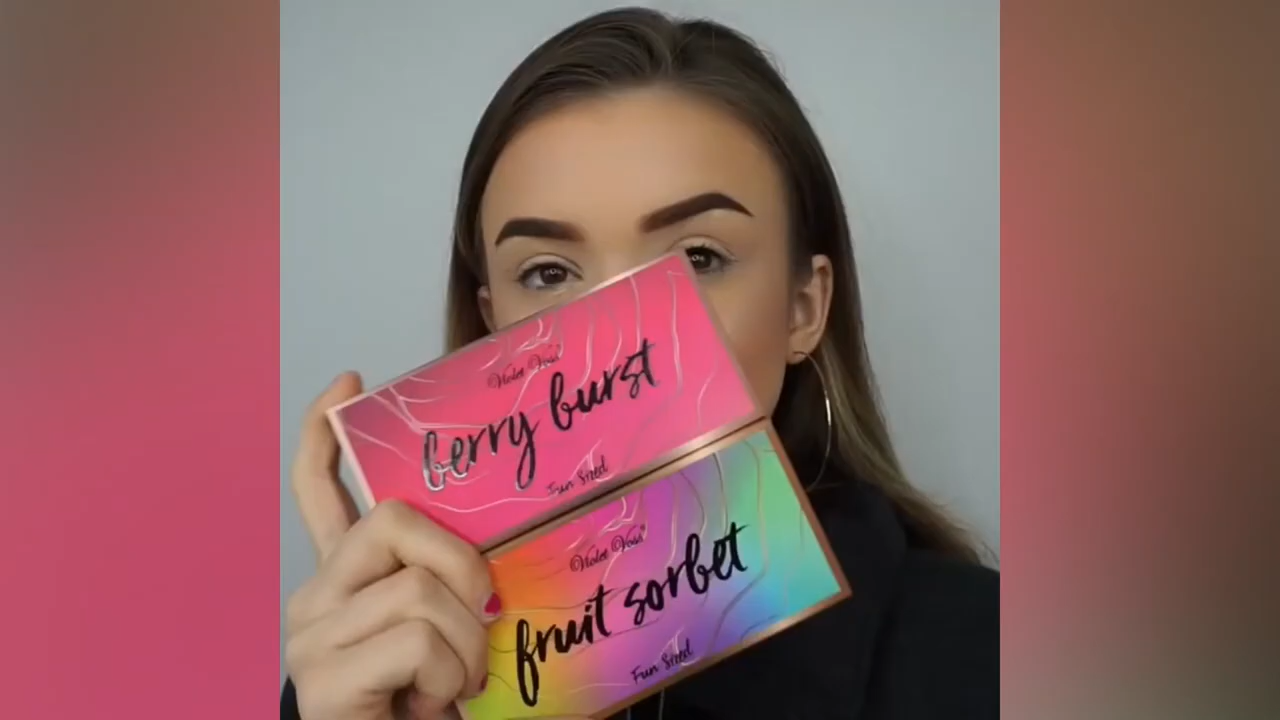 Violet Voss
berry burst
Fun Sized
Violet Voss
fruit sorbet
Fun Sized